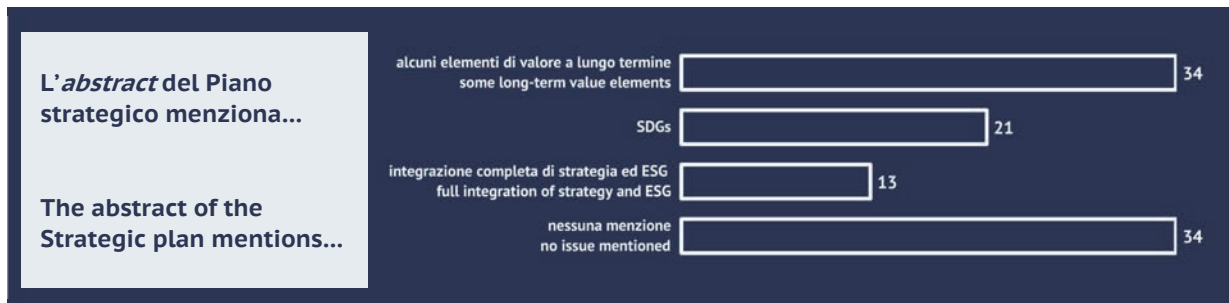 L'abstract del Piano
strategico menziona...
The abstract of the
Strategic plan mentions...
alcuni elementi di valore a lungo termine
some long-term value elements
34
SDGs
21
integrazione completa di strategia ed ESG
full integration of strategy and ESG
13
nessuna menzione
no issue mentioned
34